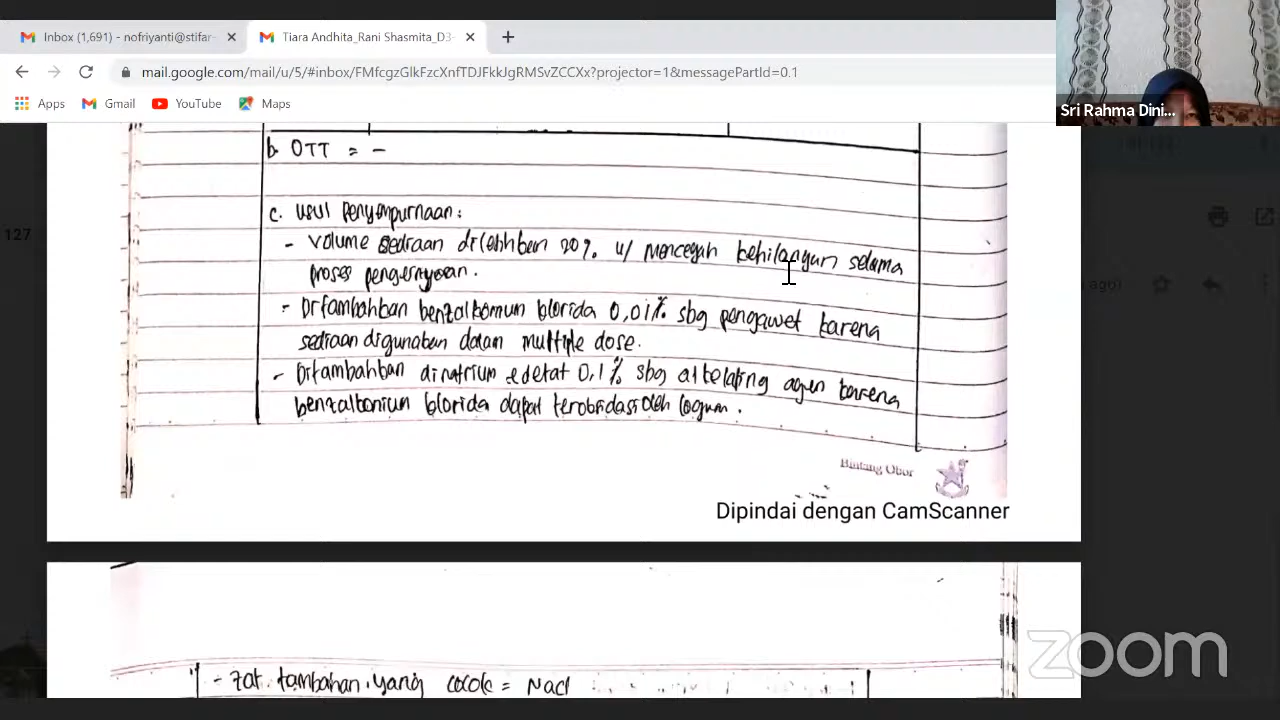 Inbox (1,691) - nofriyanti@stifar-
Tiara Andhita_Rani Shasmita_D3-
mail.google.com/mail/u/5/#inbox/FMfcgzGlkFzcXnfTDJFkkJgRMSvZCCXx?projector=1&messagePartId=0.1
Apps Gmail YouTube Maps
Sri Rahma Dini...
b. OTT = -
127
ago)
c. Usul penyempurnaan:
- Volume sediaan dilebihkan 20% u/ mencegah kehilangan selama
proses pengerjaan.
- Ditambahkan benzalkonium klorida 0,01% sbg pengawet karena
sediaan digunakan dalam multiple dose.
- Ditambahkan dinatrium edetat 0,1% sbg agen karena
benzalkonium klorida dapat teroksidasi oleh logam.
Bintang Obor
Dipindai dengan CamScanner
zoom
- zat tambahan yang cocok = NaCl